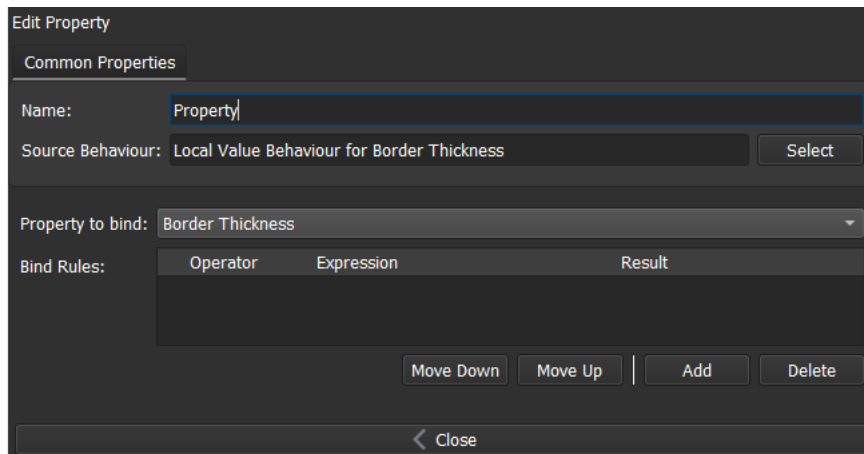 Edit Property
Common Properties
Name: Property
Source Behaviour: Local Value Behaviour for Border Thickness Select
Property to bind: Border Thickness
Bind Rules: Operator Expression Result
Move Down Move Up Add Delete
Close